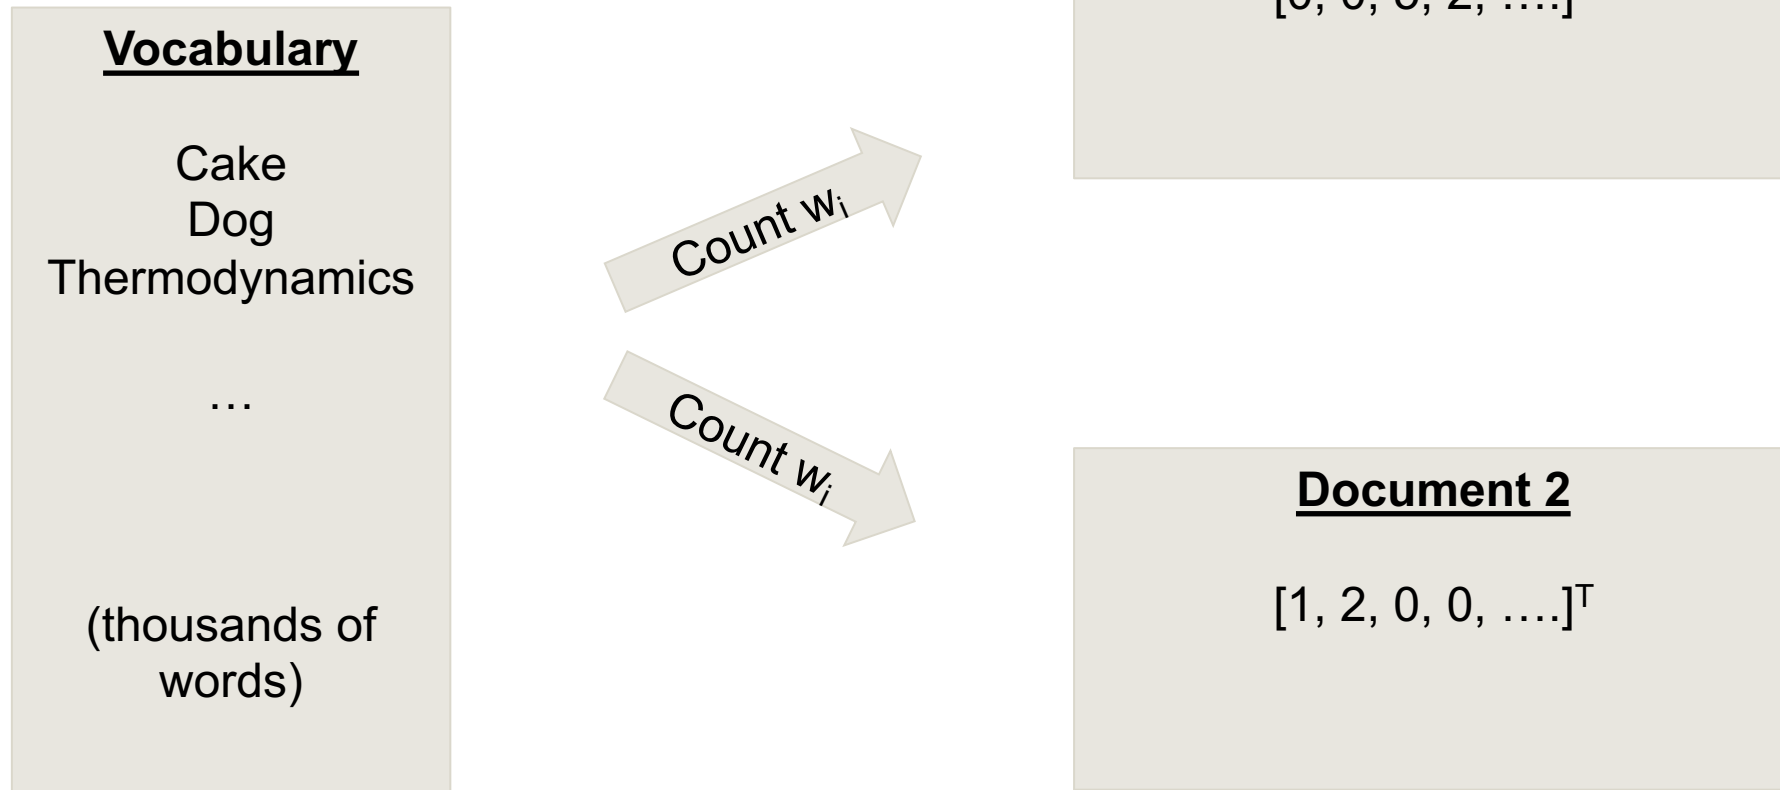 Vocabulary
Cake
Dog
Thermodynamics
…
(thousands of
words)
Count wᵢ
Count wᵢ
Document 2
[1, 2, 0, 0, ….]ᵀ